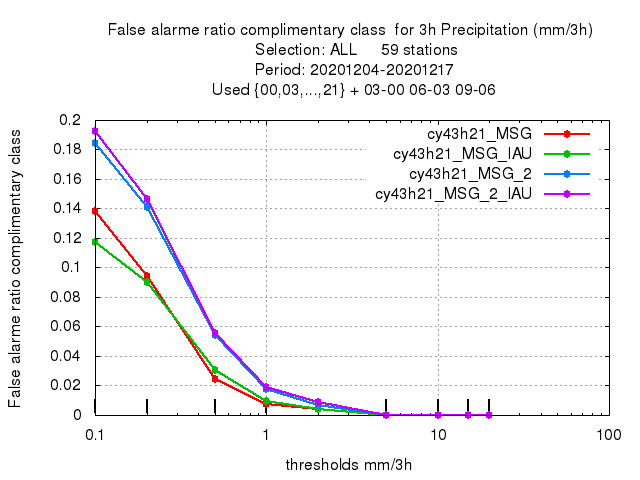 False alarme ratio complimentary class  for 3h Precipitation (mm/3h)
Selection: ALL     59 stations
Period: 20201204-20201217
Used {00,03,...,21} + 03-00 06-03 09-06
False alarme ratio complimentary class
0.2
0.18
0.16
0.14
0.12
0.1
0.08
0.06
0.04
0.02
0
cy43h21_MSG
cy43h21_MSG_IAU
cy43h21_MSG_2
cy43h21_MSG_2_IAU
0.1 1 10 100
thresholds mm/3h